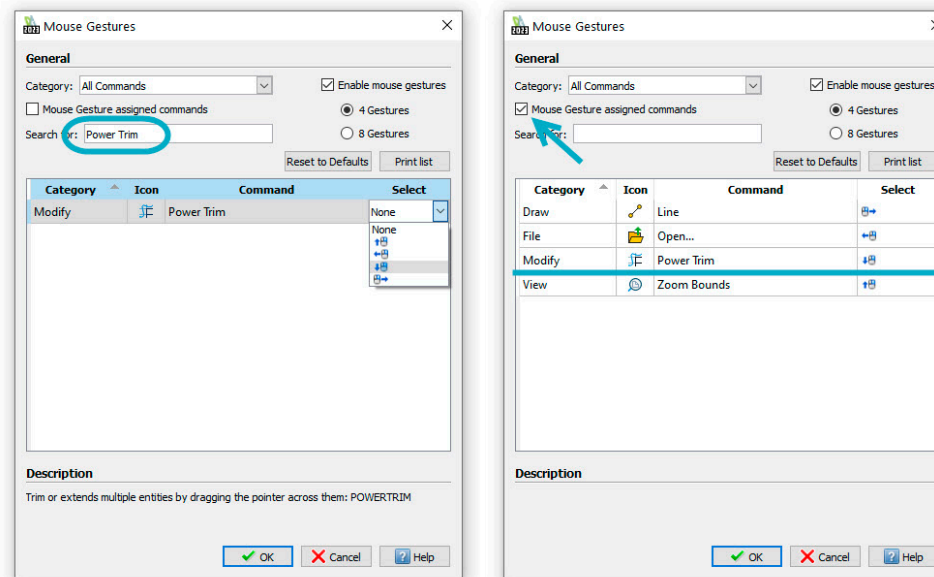 2023 Mouse Gestures
General
Category: All Commands
Enable mouse gestures
Mouse Gesture assigned commands
4 Gestures
Search for: Power Trim
8 Gestures
Reset to Defaults Print list
Category Icon Command Select
Modify Power Trim None
None
Description
Trim or extends multiple entities by dragging the pointer across them: POWERTRIM
OK Cancel Help
2023 Mouse Gestures
General
Category: All Commands
Enable mouse gestures
Mouse Gesture assigned commands
4 Gestures
Search for:
8 Gestures
Reset to Defaults Print list
Category Icon Command Select
Draw Line
File Open...
Modify Power Trim
View Zoom Bounds
Description
OK Cancel Help